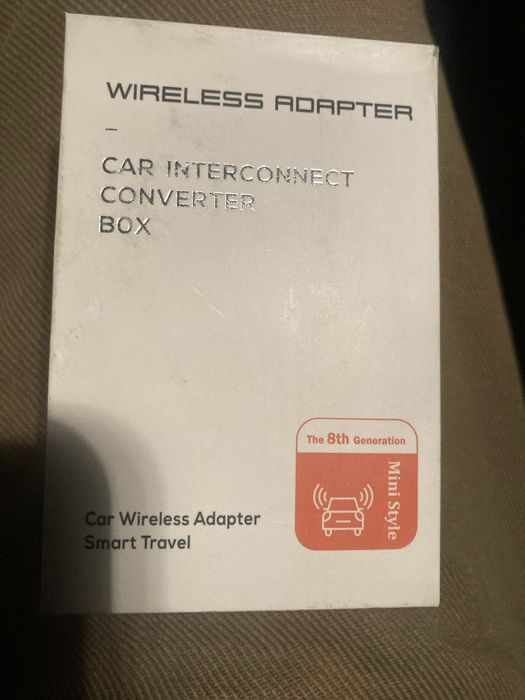 WIRELESS ADAPTER
–
CAR INTERCONNECT
CONVERTER
BOX
The 8th Generation
Mini Style
Car Wireless Adapter
Smart Travel